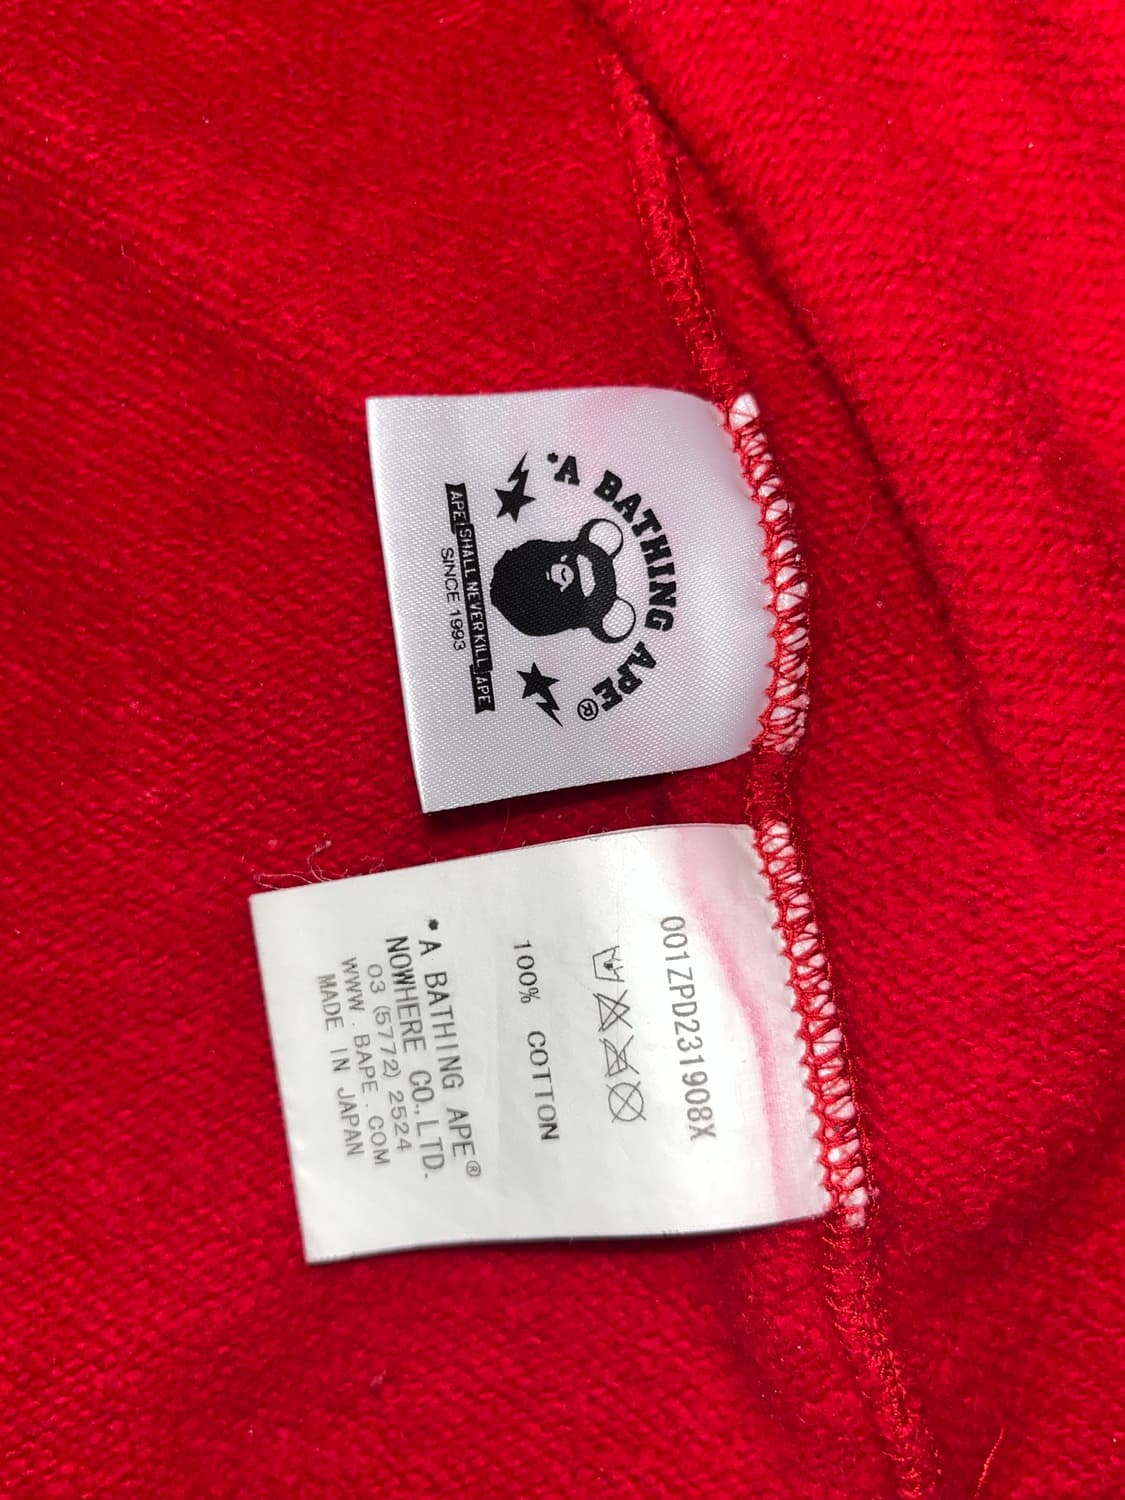 *A BATHING APE®
APE SHALL NEVER KILL APE
SINCE 1993
001ZPD231908X
100% COTTON
*A BATHING APE®
NOWHERE CO., LTD.
03 (5772) 2524
WWW.BAPE.COM
MADE IN JAPAN